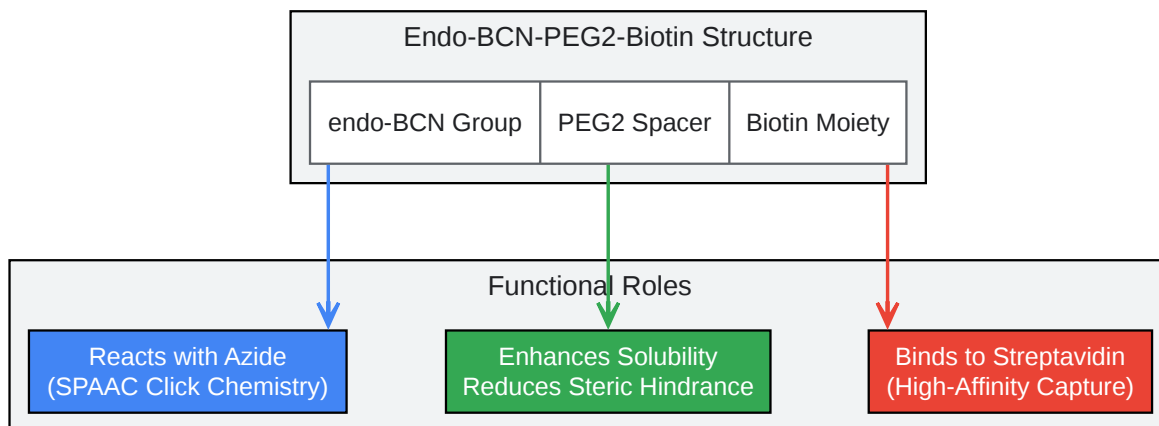 Endo-BCN-PEG2-Biotin Structure
endo-BCN Group
PEG2 Spacer
Biotin Moiety
Functional Roles
Reacts with Azide
(SPAAC Click Chemistry)
Enhances Solubility
Reduces Steric Hindrance
Binds to Streptavidin
(High-Affinity Capture)